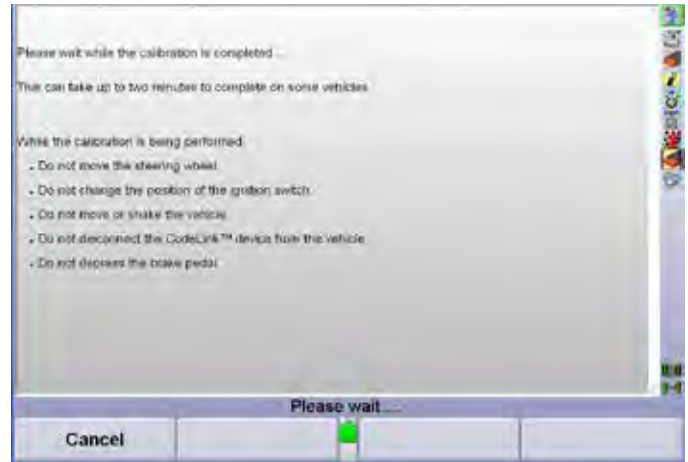 Please wait while the calibration is completed ...
This can take up to two minutes to complete on some vehicles.
While the calibration is being performed:
• Do not move the steering wheel.
• Do not change the position of the ignition switch.
• Do not move or shake the vehicle.
• Do not disconnect the CodeLink™ device from the vehicle.
• Do not depress the brake pedal.
Please wait....
Cancel